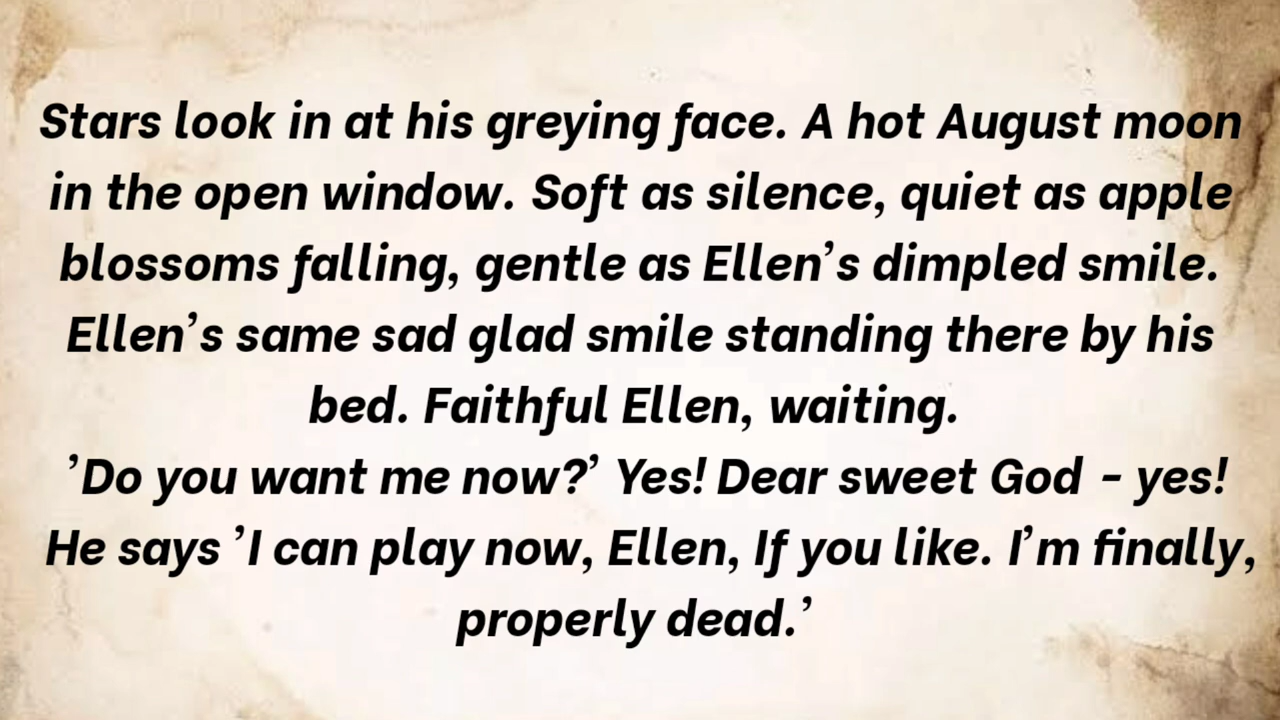 Stars look in at his greying face. A hot August moon
in the open window. Soft as silence, quiet as apple
blossoms falling, gentle as Ellen’s dimpled smile.
Ellen’s same sad glad smile standing there by his
bed. Faithful Ellen, waiting.
’Do you want me now?’ Yes! Dear sweet God - yes!
He says ’I can play now, Ellen, If you like. I’m finally,
properly dead.’